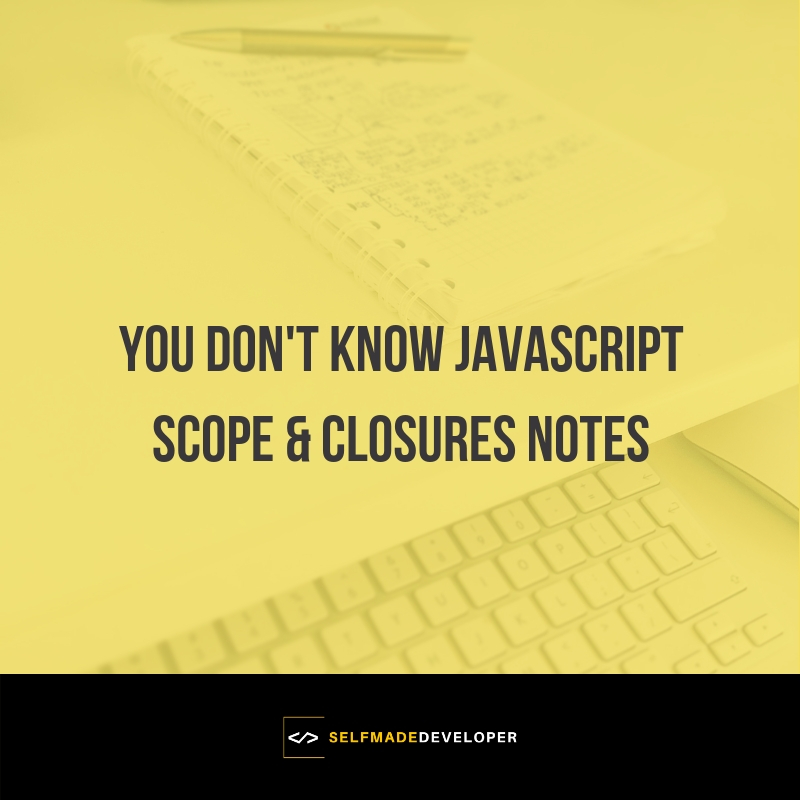 YOU DON'T KNOW JAVASCRIPT
SCOPE & CLOSURES NOTES
</> SELFMADEDEVELOPER